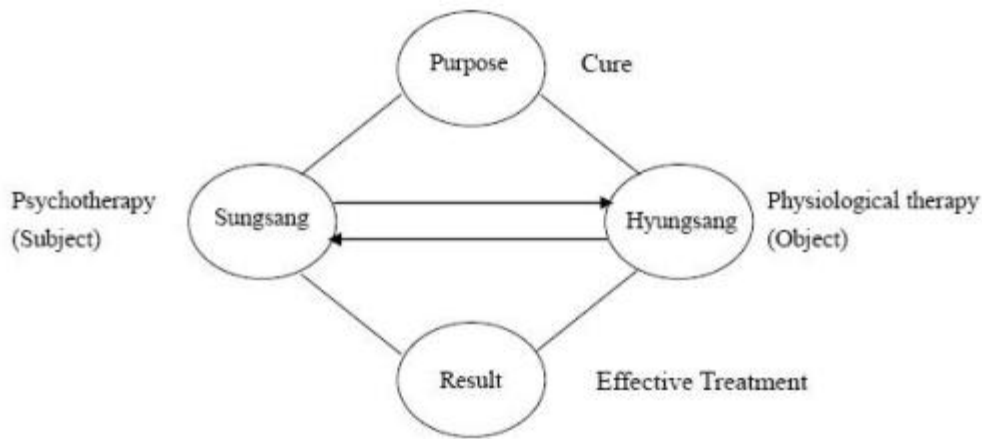 Purpose
Cure
Psychotherapy
(Subject)
Sungsang
Hyungsang
Physiological therapy
(Object)
Result
Effective Treatment